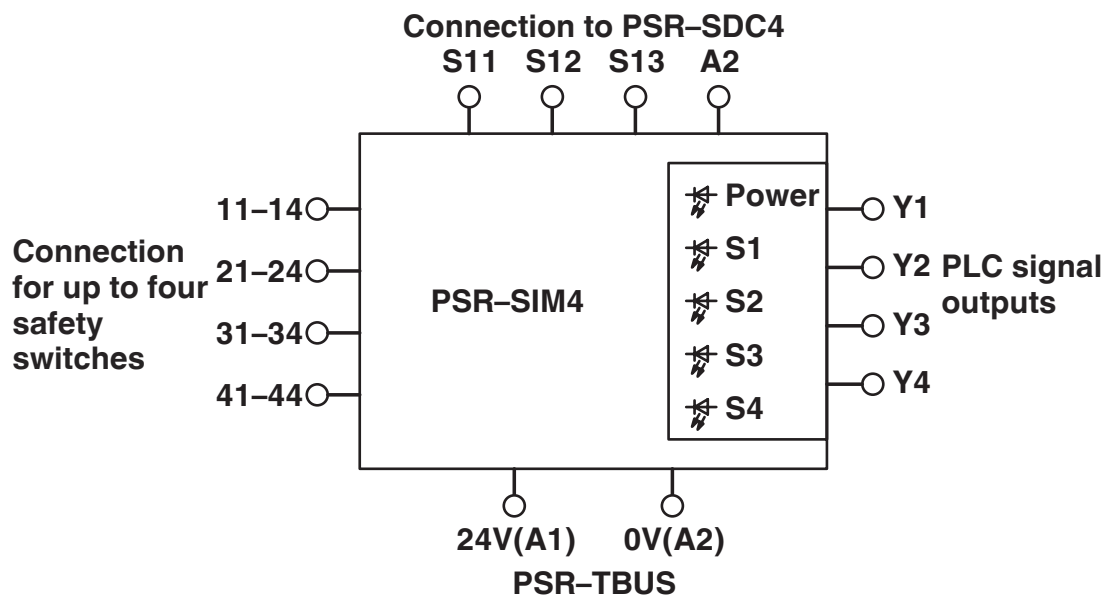 Connection to PSR–SDC4
S11 S12 S13 A2
11–14
21–24
31–34
41–44
Connection
for up to four
safety
switches
PSR–SIM4
Power
S1
S2
S3
S4
Y1
Y2
Y3
Y4
PLC signal
outputs
24V(A1) 0V(A2)
PSR–TBUS